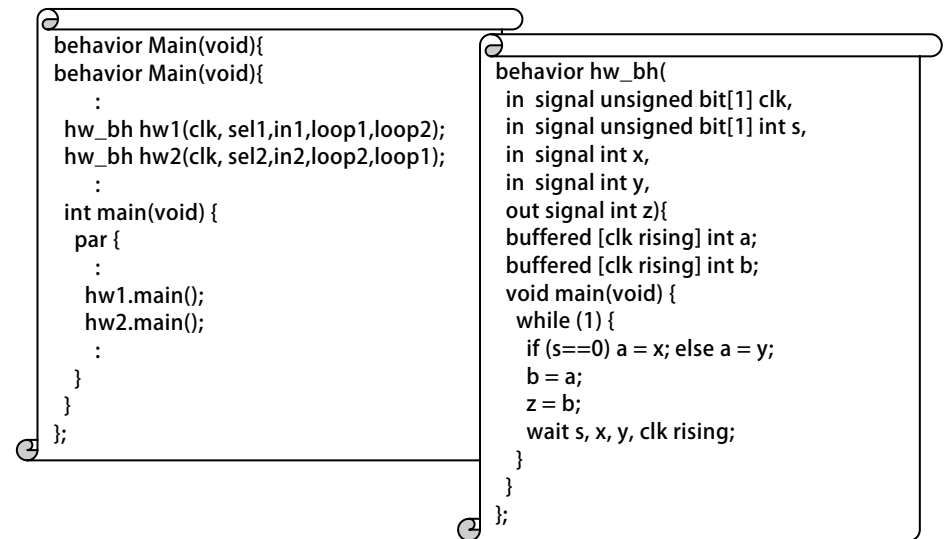 behavior Main(void){
behavior Main(void){
:
hw_bh hw1(clk, sel1,in1,loop1,loop2);
hw_bh hw2(clk, sel2,in2,loop2,loop1);
:
int main(void) {
par {
:
hw1.main();
hw2.main();
:
}
}
};
behavior hw_bh(
in signal unsigned bit[1] clk,
in signal unsigned bit[1] int s,
in signal int x,
in signal int y,
out signal int z){
buffered [clk rising] int a;
buffered [clk rising] int b;
void main(void) {
while (1) {
if (s==0) a = x; else a = y;
b = a;
z = b;
wait s, x, y, clk rising;
}
}
};